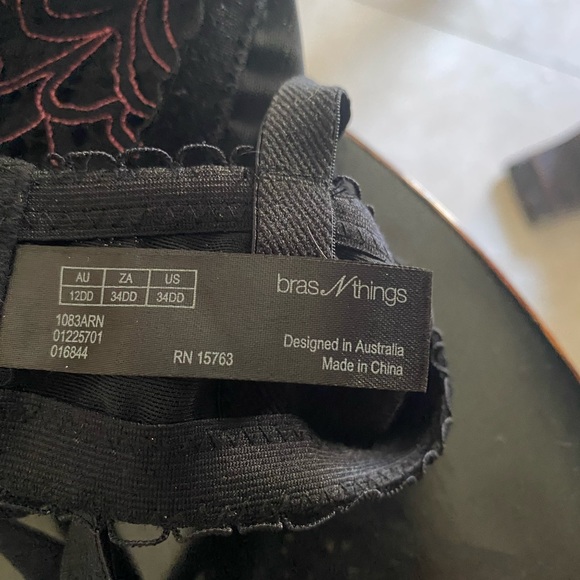 AU ZA US
12DD 34DD 34DD
1083ARN
01225701
016844
RN 15763
bras N things
Designed in Australia
Made in China